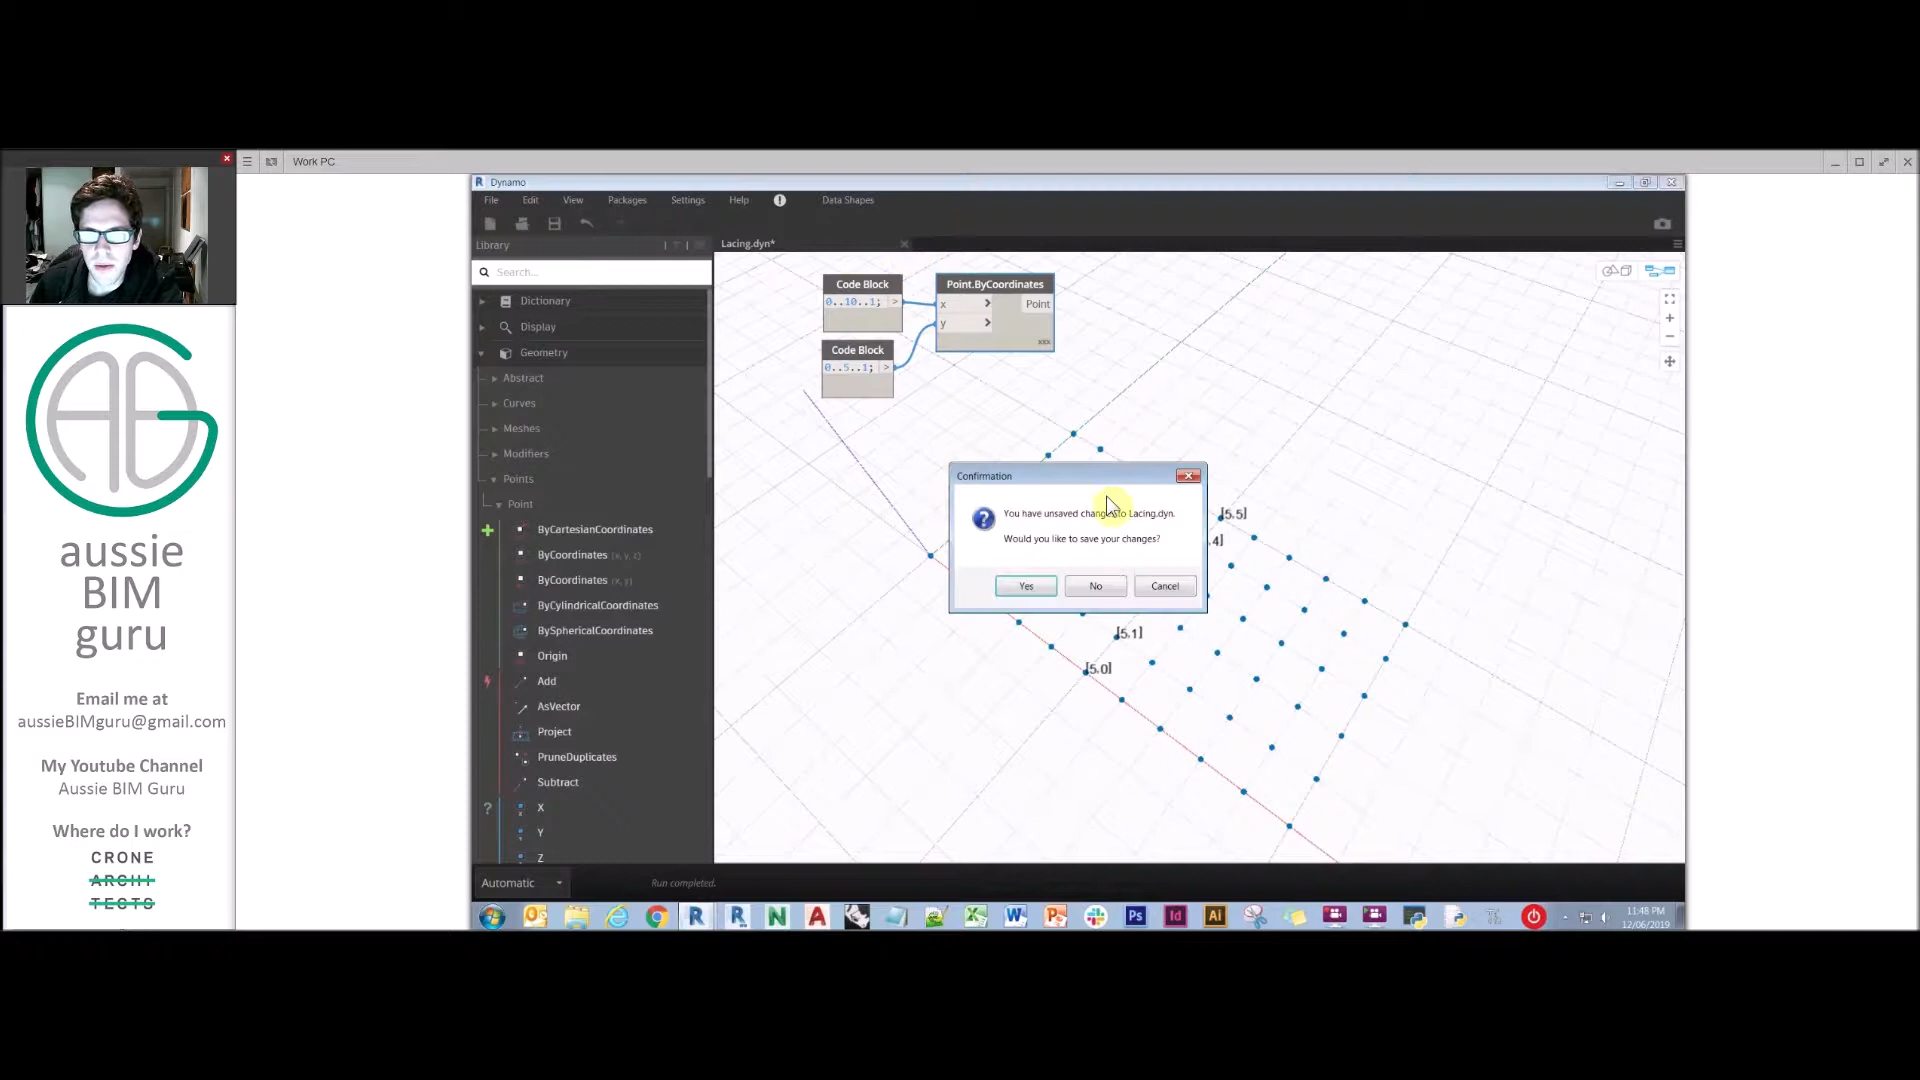 Work PC
Dynamo
File Edit View Packages Settings Help Data Shapes
Library
Lacing.dyn*
Search...
Dictionary
Display
Geometry
Abstract
Curves
Meshes
Modifiers
Points
Point
ByCartesianCoordinates
ByCoordinates (x, y, z)
ByCoordinates (x, y)
ByCylindricalCoordinates
BySphericalCoordinates
Origin
Add
AsVector
Project
PruneDuplicates
Subtract
X
Y
Z
Code Block
0..10..1; >
Code Block
0..5..1; >
Point.ByCoordinates
x > Point
y >
xxx
Confirmation
You have unsaved changes to Lacing.dyn.
Would you like to save your changes?
Yes No Cancel
[5,5]
,4]
[5,1]
[5,0]
Automatic
Run completed.
11:48 PM
12/06/2019
aussie
BIM
guru
Email me at
aussieBIMguru@gmail.com
My Youtube Channel
Aussie BIM Guru
Where do I work?
CRONE
ARCHI
TECTS